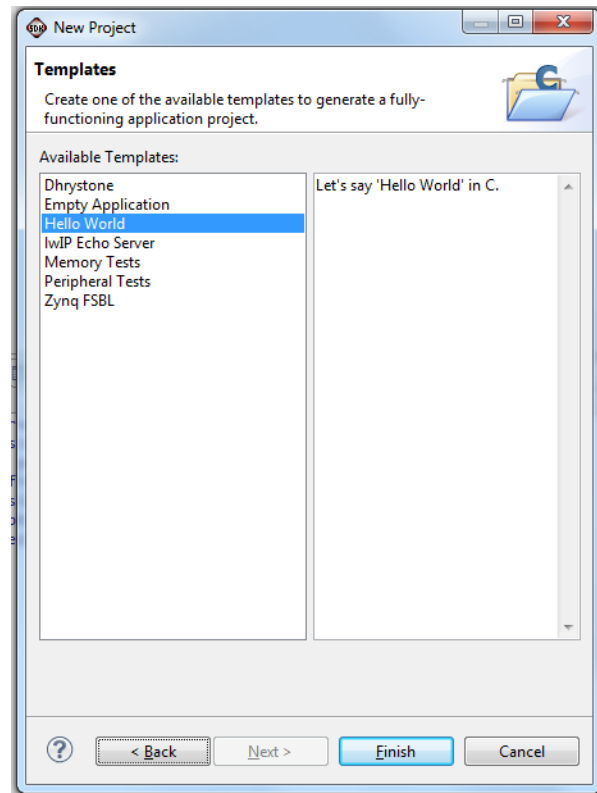 SDK New Project
Templates
Create one of the available templates to generate a fully-
functioning application project.
C
Available Templates:
Dhrystone
Empty Application
Hello World
lwIP Echo Server
Memory Tests
Peripheral Tests
Zynq FSBL
Let's say 'Hello World' in C.
? < Back Next > Finish Cancel